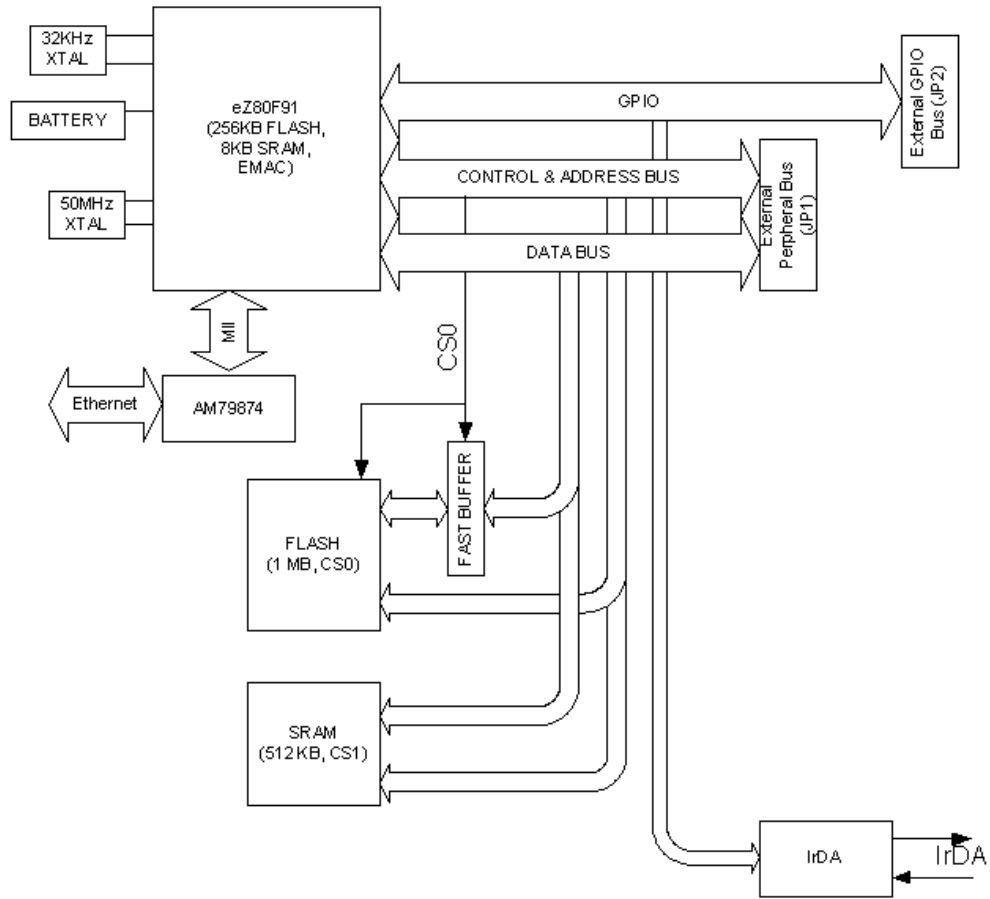 32KHz
XTAL
BATTERY
50MHz
XTAL
eZ80F91
(256KB FLASH,
8KB SRAM,
EMAC)
GPIO
External GPIO
Bus (JP2)
CONTROL & ADDRESS BUS
External
Perpheral Bus
(JP1)
DATA BUS
MII
Ethernet
AM79874
CS0
FAST BUFFER
FLASH
(1 MB, CS0)
SRAM
(512 KB, CS1)
IrDA
IrDA